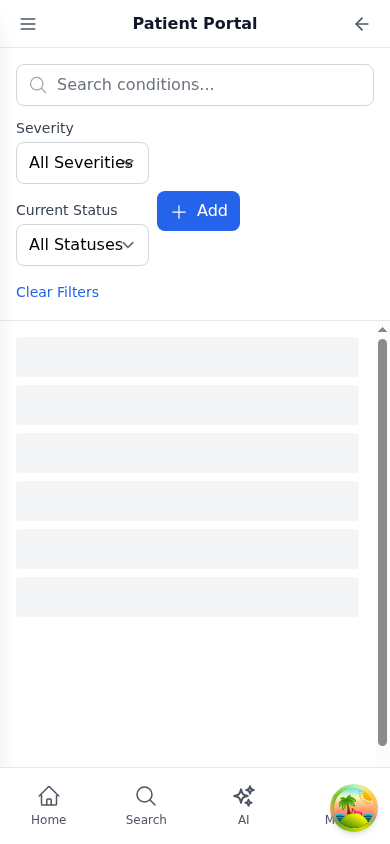 Patient Portal
Search conditions...
Severity
All Severities
Current Status
All Statuses
Add
Clear Filters
Home
Search
AI